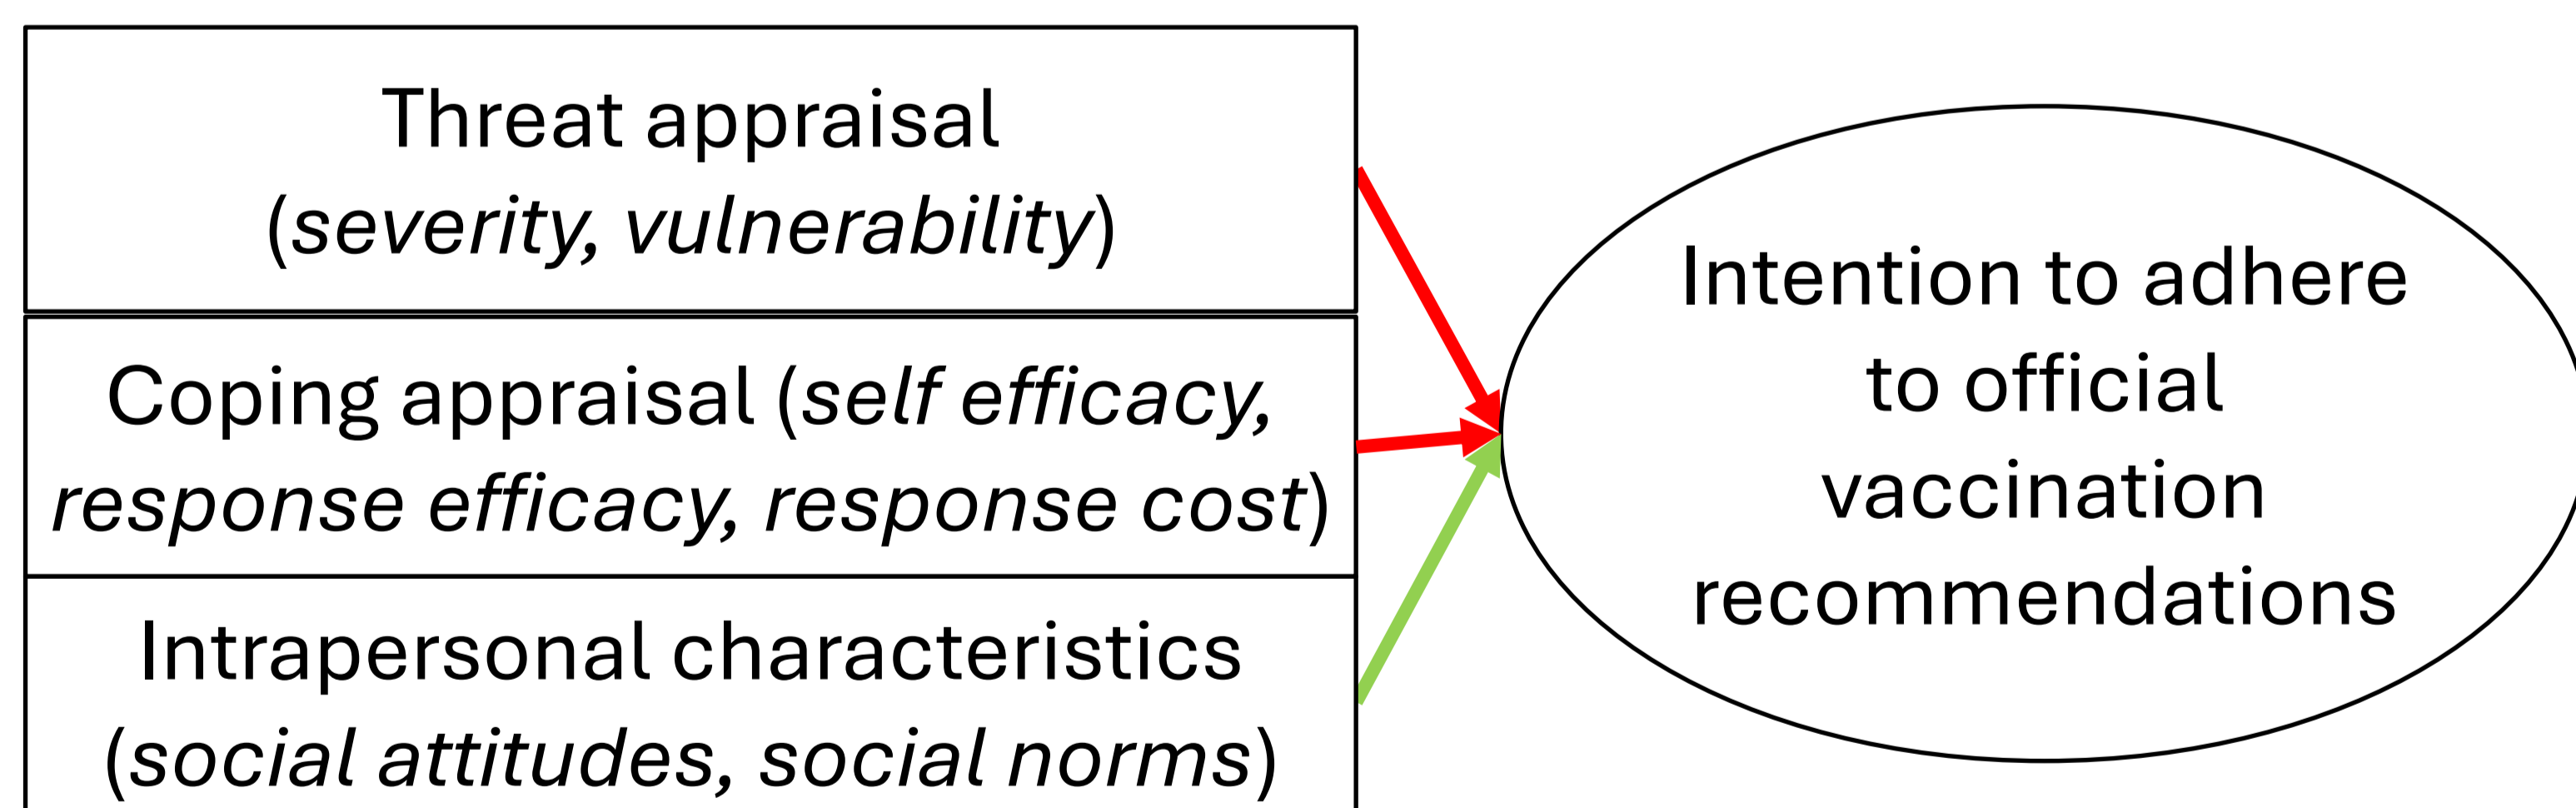 Threat appraisal
(severity, vulnerability)
Coping appraisal (self efficacy,
response efficacy, response cost)
Intrapersonal characteristics
(social attitudes, social norms)
Intention to adhere
to official
vaccination
recommendations